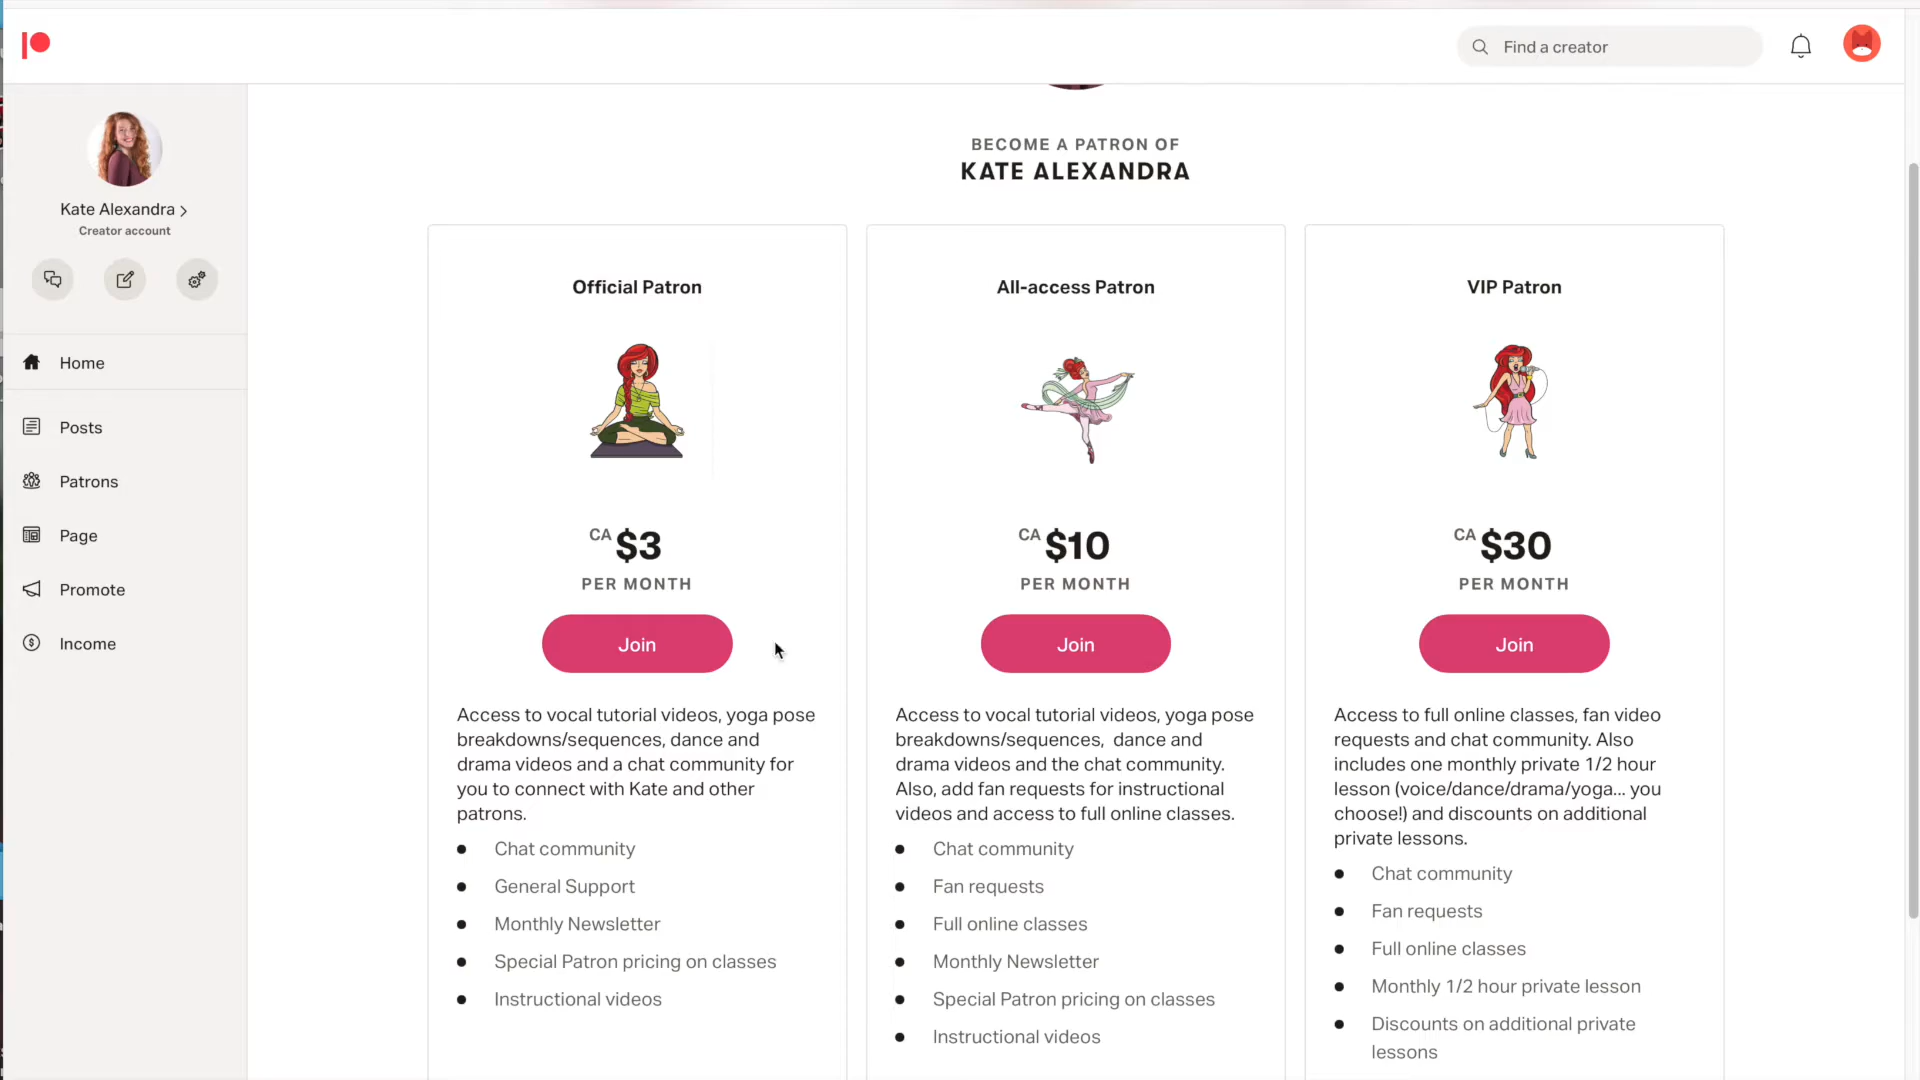 Find a creator
Kate Alexandra
Creator account
Home
Posts
Patrons
Page
Promote
Income
BECOME A PATRON OF
KATE ALEXANDRA
Official Patron
CA $3
PER MONTH
Join
Access to vocal tutorial videos, yoga pose
breakdowns/sequences, dance and
drama videos and a chat community for
you to connect with Kate and other
patrons.
Chat community
General Support
Monthly Newsletter
Special Patron pricing on classes
Instructional videos
All-access Patron
CA $10
PER MONTH
Join
Access to vocal tutorial videos, yoga pose
breakdowns/sequences, dance and
drama videos and the chat community.
Also, add fan requests for instructional
videos and access to full online classes.
Chat community
Fan requests
Full online classes
Monthly Newsletter
Special Patron pricing on classes
Instructional videos
VIP Patron
CA $30
PER MONTH
Join
Access to full online classes, fan video
requests and chat community. Also
includes one monthly private 1/2 hour
lesson (voice/dance/drama/yoga... you
choose!) and discounts on additional
private lessons.
Chat community
Fan requests
Full online classes
Monthly 1/2 hour private lesson
Discounts on additional private
lessons